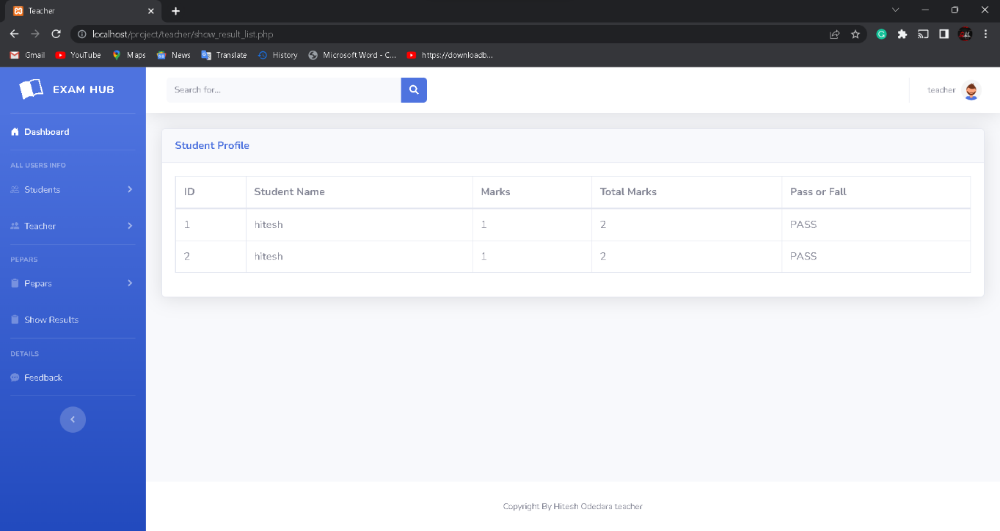 Teacher
localhost/project/teacher/show_result_list.php
Gmail YouTube Maps News Translate History Microsoft Word - C... https://downloadb...
EXAM HUB
Search for...
teacher
Dashboard
ALL USERS INFO
Students
Teacher
PEPARS
Pepars
Show Results
DETAILS
Feedback
Student Profile
ID Student Name Marks Total Marks Pass or Fall
1 hitesh 1 2 PASS
2 hitesh 1 2 PASS
Copyright By Hitesh Odedara teacher